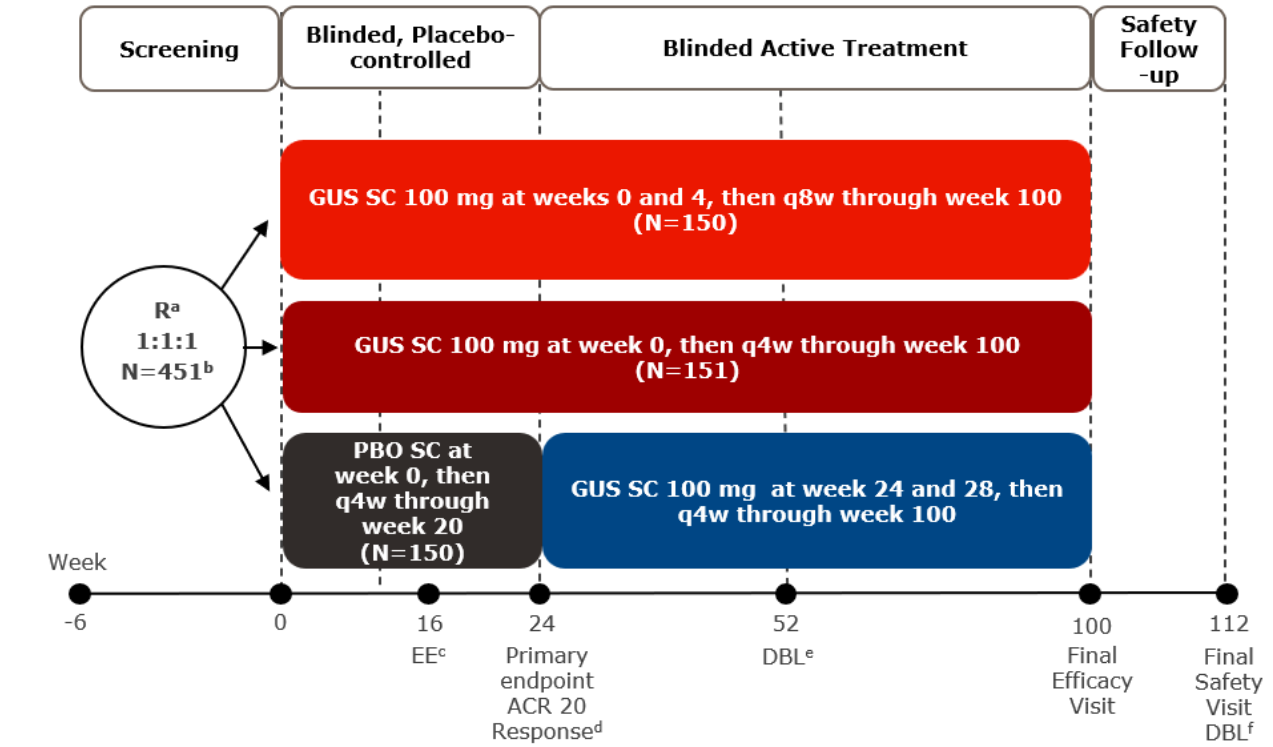 Screening
Blinded, Placebo-
controlled
Blinded Active Treatment
Safety
Follow
-up
GUS SC 100 mg at weeks 0 and 4, then q8w through week 100
(N=150)
Rᵃ
1:1:1
N=451ᵇ
GUS SC 100 mg at week 0, then q4w through week 100
(N=151)
PBO SC at
week 0, then
q4w through
week 20
(N=150)
GUS SC 100 mg  at week 24 and 28, then
q4w through week 100
Week
-6
0
16
EEᶜ
24
Primary
endpoint
ACR 20
Responseᵈ
52
DBLᵉ
100
Final
Efficacy
Visit
112
Final
Safety
Visit
DBLᶠ